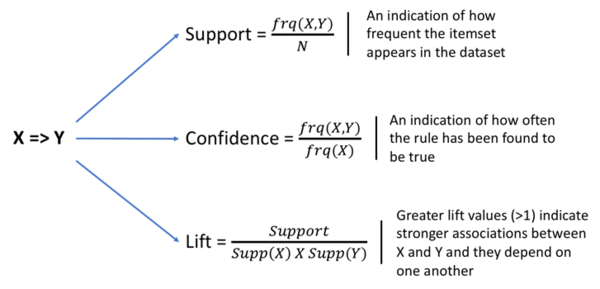 X => Y
Support = frq(X,Y) / N
An indication of how
frequent the itemset
appears in the dataset
Confidence = frq(X,Y) / frq(X)
An indication of how often
the rule has been found to
be true
Lift = Support / Supp(X) X Supp(Y)
Greater lift values (>1) indicate
stronger associations between
X and Y and they depend on
one another